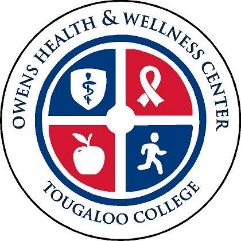 OWENS HEALTH & WELLNESS CENTER
TOUGALOO COLLEGE